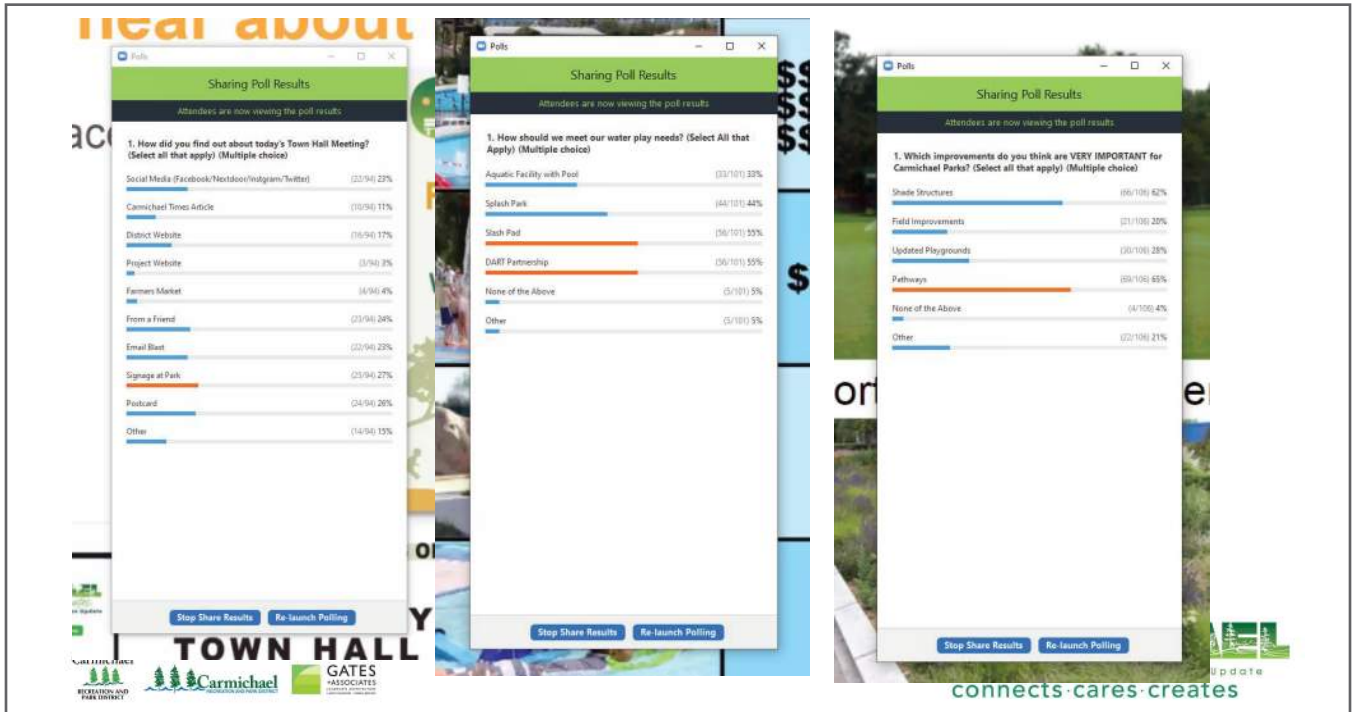 hear about
ac
Polls
Sharing Poll Results
Attendees are now viewing the poll results
1. How did you find out about today's Town Hall Meeting?
(Select all that apply) (Multiple choice)
Social Media (Facebook/Nextdoor/Instgram/Twitter) (22/94) 23%
Carmichael Times Article (10/94) 11%
District Website (16/94) 17%
Project Website (3/94) 3%
Farmers Market (4/94) 4%
From a Friend (23/94) 24%
Email Blast (22/94) 23%
Signage at Park (25/94) 27%
Postcard (24/94) 26%
Other (14/94) 15%
Stop Share Results Re-launch Polling
TOWN HALL
Polls
Sharing Poll Results
Attendees are now viewing the poll results
1. How should we meet our water play needs? (Select All that
Apply) (Multiple choice)
Aquatic Facility with Pool (33/101) 33%
Splash Park (44/101) 44%
Slash Pad (56/101) 55%
DART Partnership (56/101) 55%
None of the Above (5/101) 5%
Other (5/101) 5%
Stop Share Results Re-launch Polling
$$
$$
$$
$
Polls
Sharing Poll Results
Attendees are now viewing the poll results
1. Which improvements do you think are VERY IMPORTANT for
Carmichael Parks? (Select all that apply) (Multiple choice)
Shade Structures (66/106) 62%
Field Improvements (21/106) 20%
Updated Playgrounds (30/106) 28%
Pathways (69/106) 65%
None of the Above (4/106) 4%
Other (22/106) 21%
Stop Share Results Re-launch Polling
ort
e
Carmichael
RECREATION AND
PARK DISTRICT
Carmichael
RECREATION AND PARK DISTRICT
GATES
+ASSOCIATES
Update
connects·cares·creates